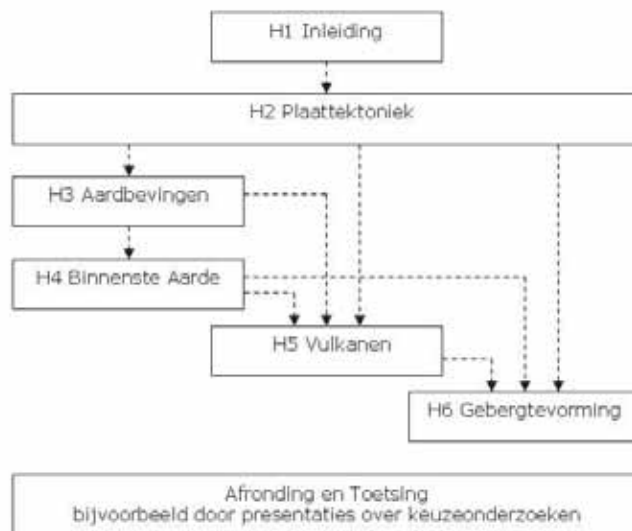 H1 Inleiding
H2 Plaattektoniek
H3 Aardbevingen
H4 Binnenste Aarde
H5 Vulkanen
H6 Gebergtevorming
Afronding en Toetsing
bijvoorbeeld door presentaties over keuzeonderzoeken